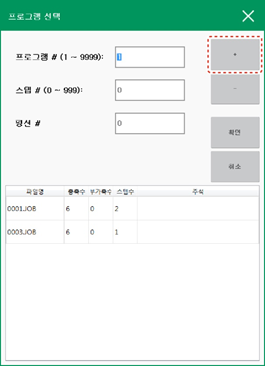 프로그램 선택
프로그램 # (1 ~ 9999): 1 +
스텝 # (0 ~ 999): 0 -
펑션 # 0 확인
취소
파일명 총축수 부가축수 스텝수 주석
0001.JOB 6 0 2
0003.JOB 6 0 1